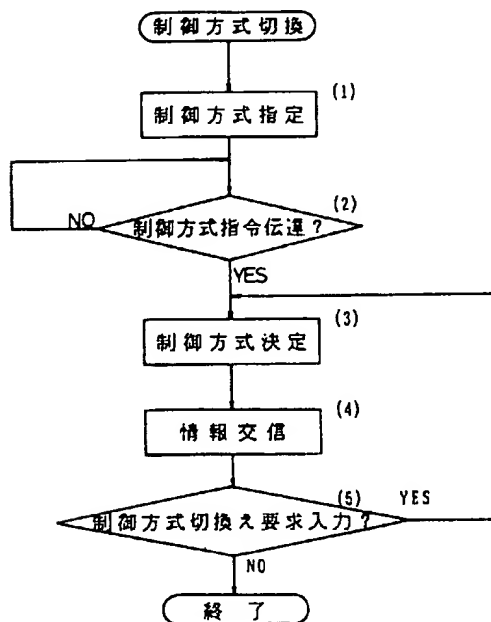 制御方式切換
(1)
制御方式指定
(2)
制御方式指令伝達?
NO
YES
(3)
制御方式決定
(4)
情報交信
(5)
制御方式切換え要求入力?
YES
NO
終了